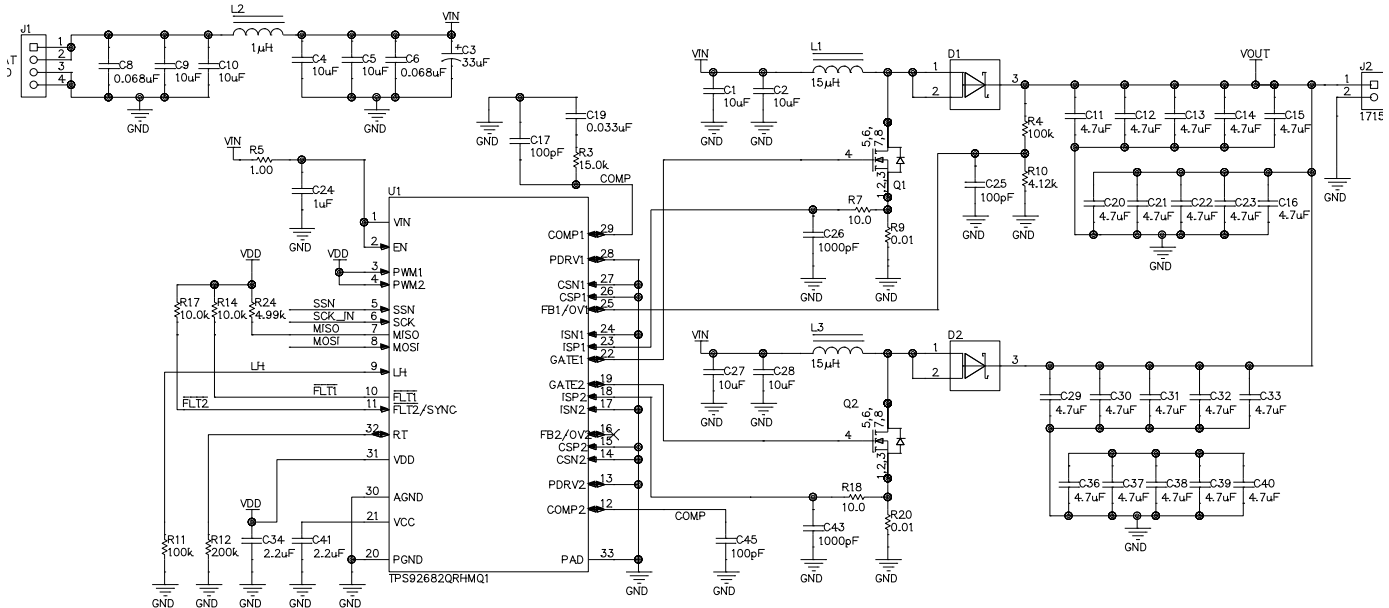 J1
1
2
3
4
C8
0.068uF
C9
10uF
C10
10uF
GND
L2
1μH
C4
10uF
C5
10uF
C6
0.068uF
VIN
+C3
33uF
GND
GND
C17
100pF
C19
0.033uF
R3
15.0k
COMP
VIN
R5
1.00
C24
1uF
GND
U1
1 VIN
2 EN
3 PWM1
4 PWM2
5 SSN
6 SCK
7 MISO
8 MOSI
9 LH
10 FLT1
11 FLT2/SYNC
32 RT
31 VDD
30 AGND
21 VCC
20 PGND
COMP1 29
PDRV1 28
CSN1 27
CSP1 26
FB1/OV1 25
ISN1 24
ISP1 23
GATE1 22
GATE2 19
ISP2 18
ISN2 17
FB2/OV2 16
CSP2 15
CSN2 14
PDRV2 13
COMP2 12
PAD 33
TPS92682QRHMQ1
VDD
VDD
R17
10.0k
R14
10.0k
R24
4.99k
SSN
SCK_IN
MISO
MOSI
LH
FLT1
FLT2
R11
100k
GND
R12
200k
GND
VDD
C34
2.2uF
GND
C41
2.2uF
GND
GND
GND
COMP
C45
100pF
GND
VIN
C1
10uF
GND
C2
10uF
GND
L1
15μH
D1
1
2
3
4
5,6,
7,8
1,2,3
Q1
R7
10.0
C26
1000pF
GND
R9
0.01
GND
R4
100k
R10
4.12k
GND
C25
100pF
GND
VOUT
C11
4.7uF
C12
4.7uF
C13
4.7uF
C14
4.7uF
C15
4.7uF
C20
4.7uF
C21
4.7uF
C22
4.7uF
C23
4.7uF
C16
4.7uF
GND
J2
1
2
1715
GND
VIN
C27
10uF
GND
C28
10uF
GND
L3
15μH
D2
1
2
3
Q2
4
5,6,
7,8
1,2,3
R18
10.0
C43
1000pF
GND
R20
0.01
GND
C29
4.7uF
C30
4.7uF
C31
4.7uF
C32
4.7uF
C33
4.7uF
C36
4.7uF
C37
4.7uF
C38
4.7uF
C39
4.7uF
C40
4.7uF
GND